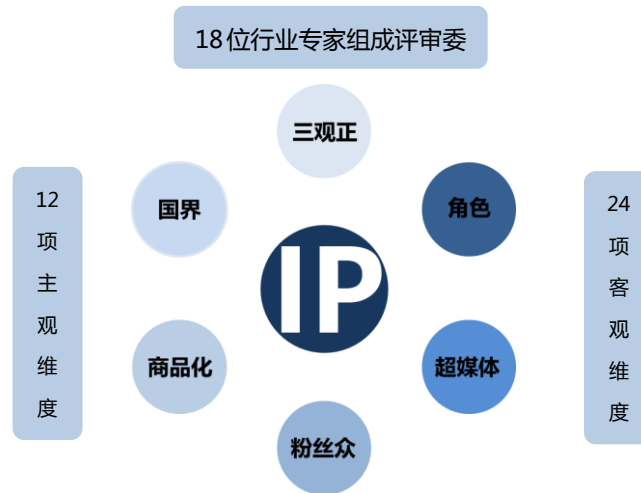 18位行业专家组成评审委
三观正
国界
角色
12
项
主
观
维
度
IP
24
项
客
观
维
度
商品化
超媒体
粉丝众